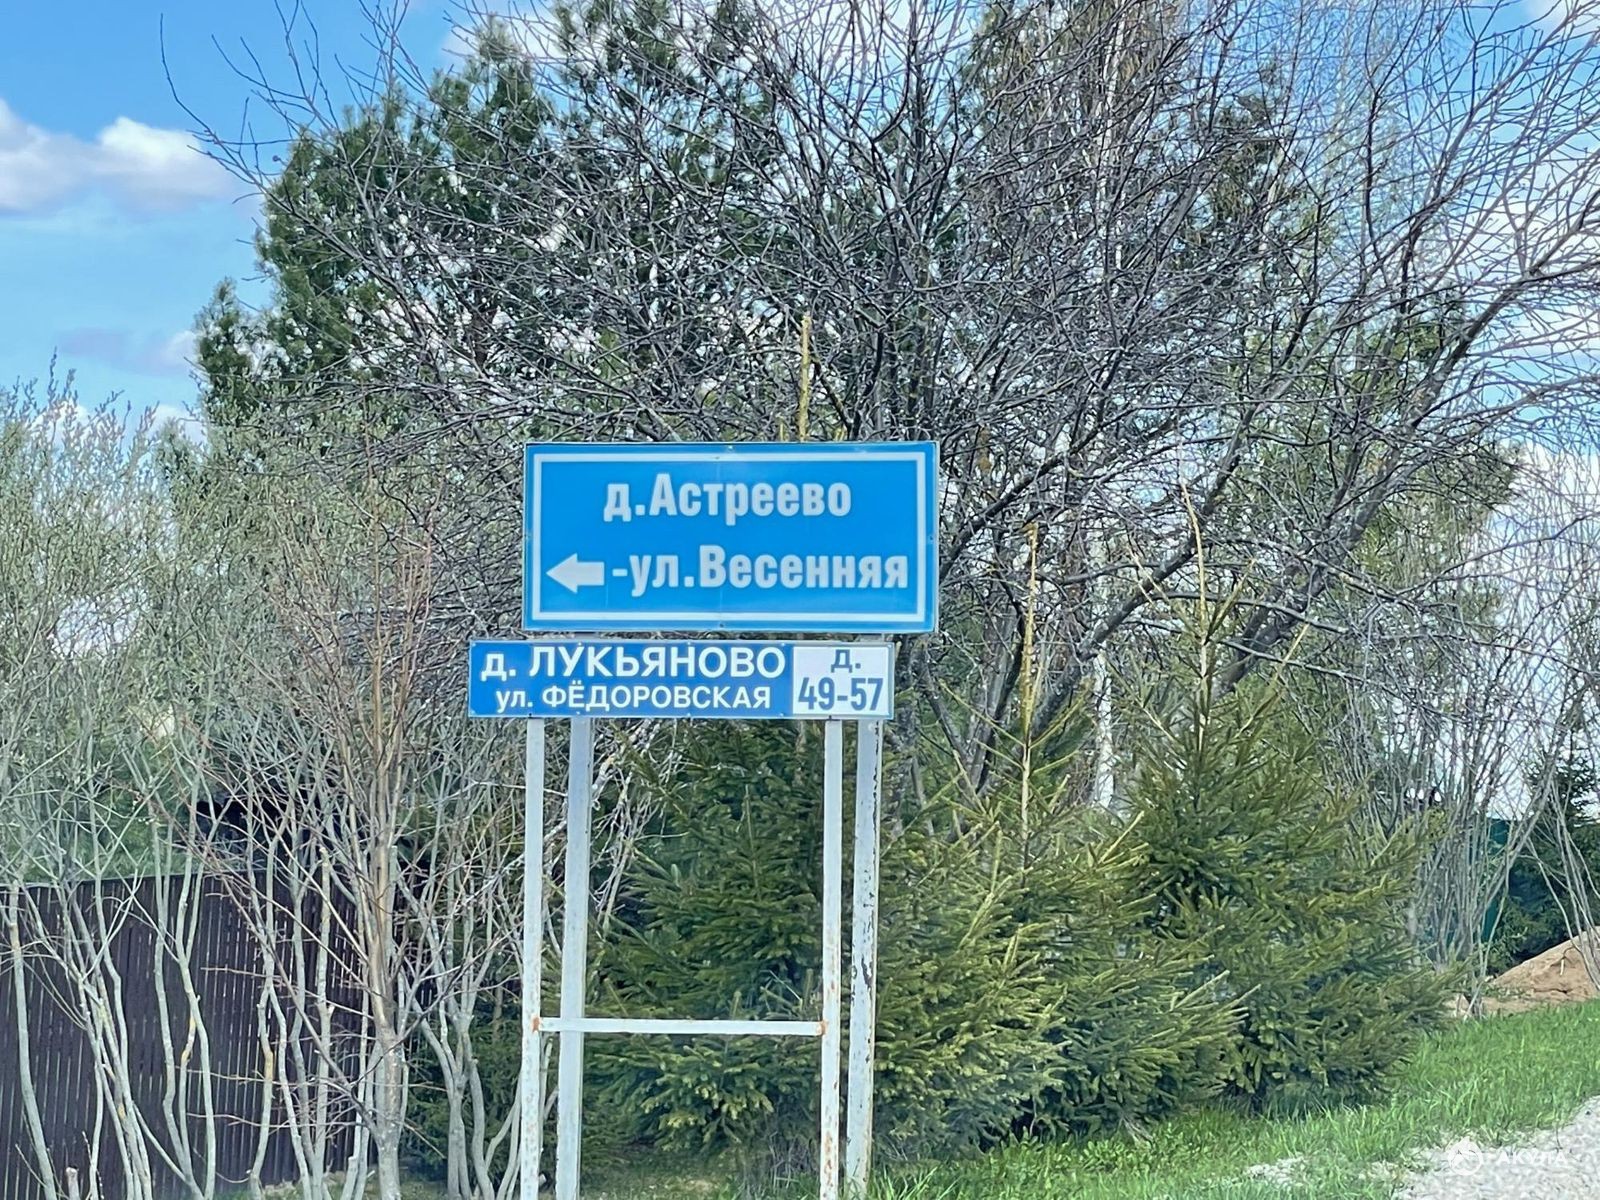 д.Астреево
-ул.Весенняя
д. ЛУКЬЯНОВО
ул. ФЁДОРОВСКАЯ
д.
49-57